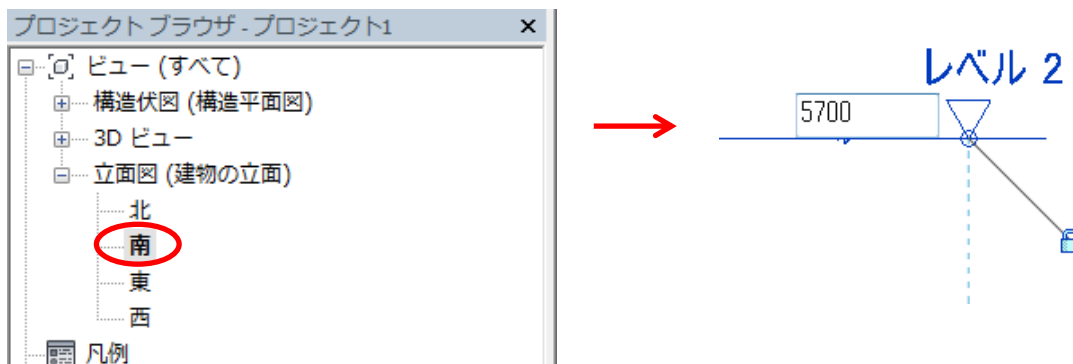 プロジェクト ブラウザ - プロジェクト1
ビュー (すべて)
構造伏図 (構造平面図)
3D ビュー
立面図 (建物の立面)
北
南
東
西
凡例
レベル 2
5700